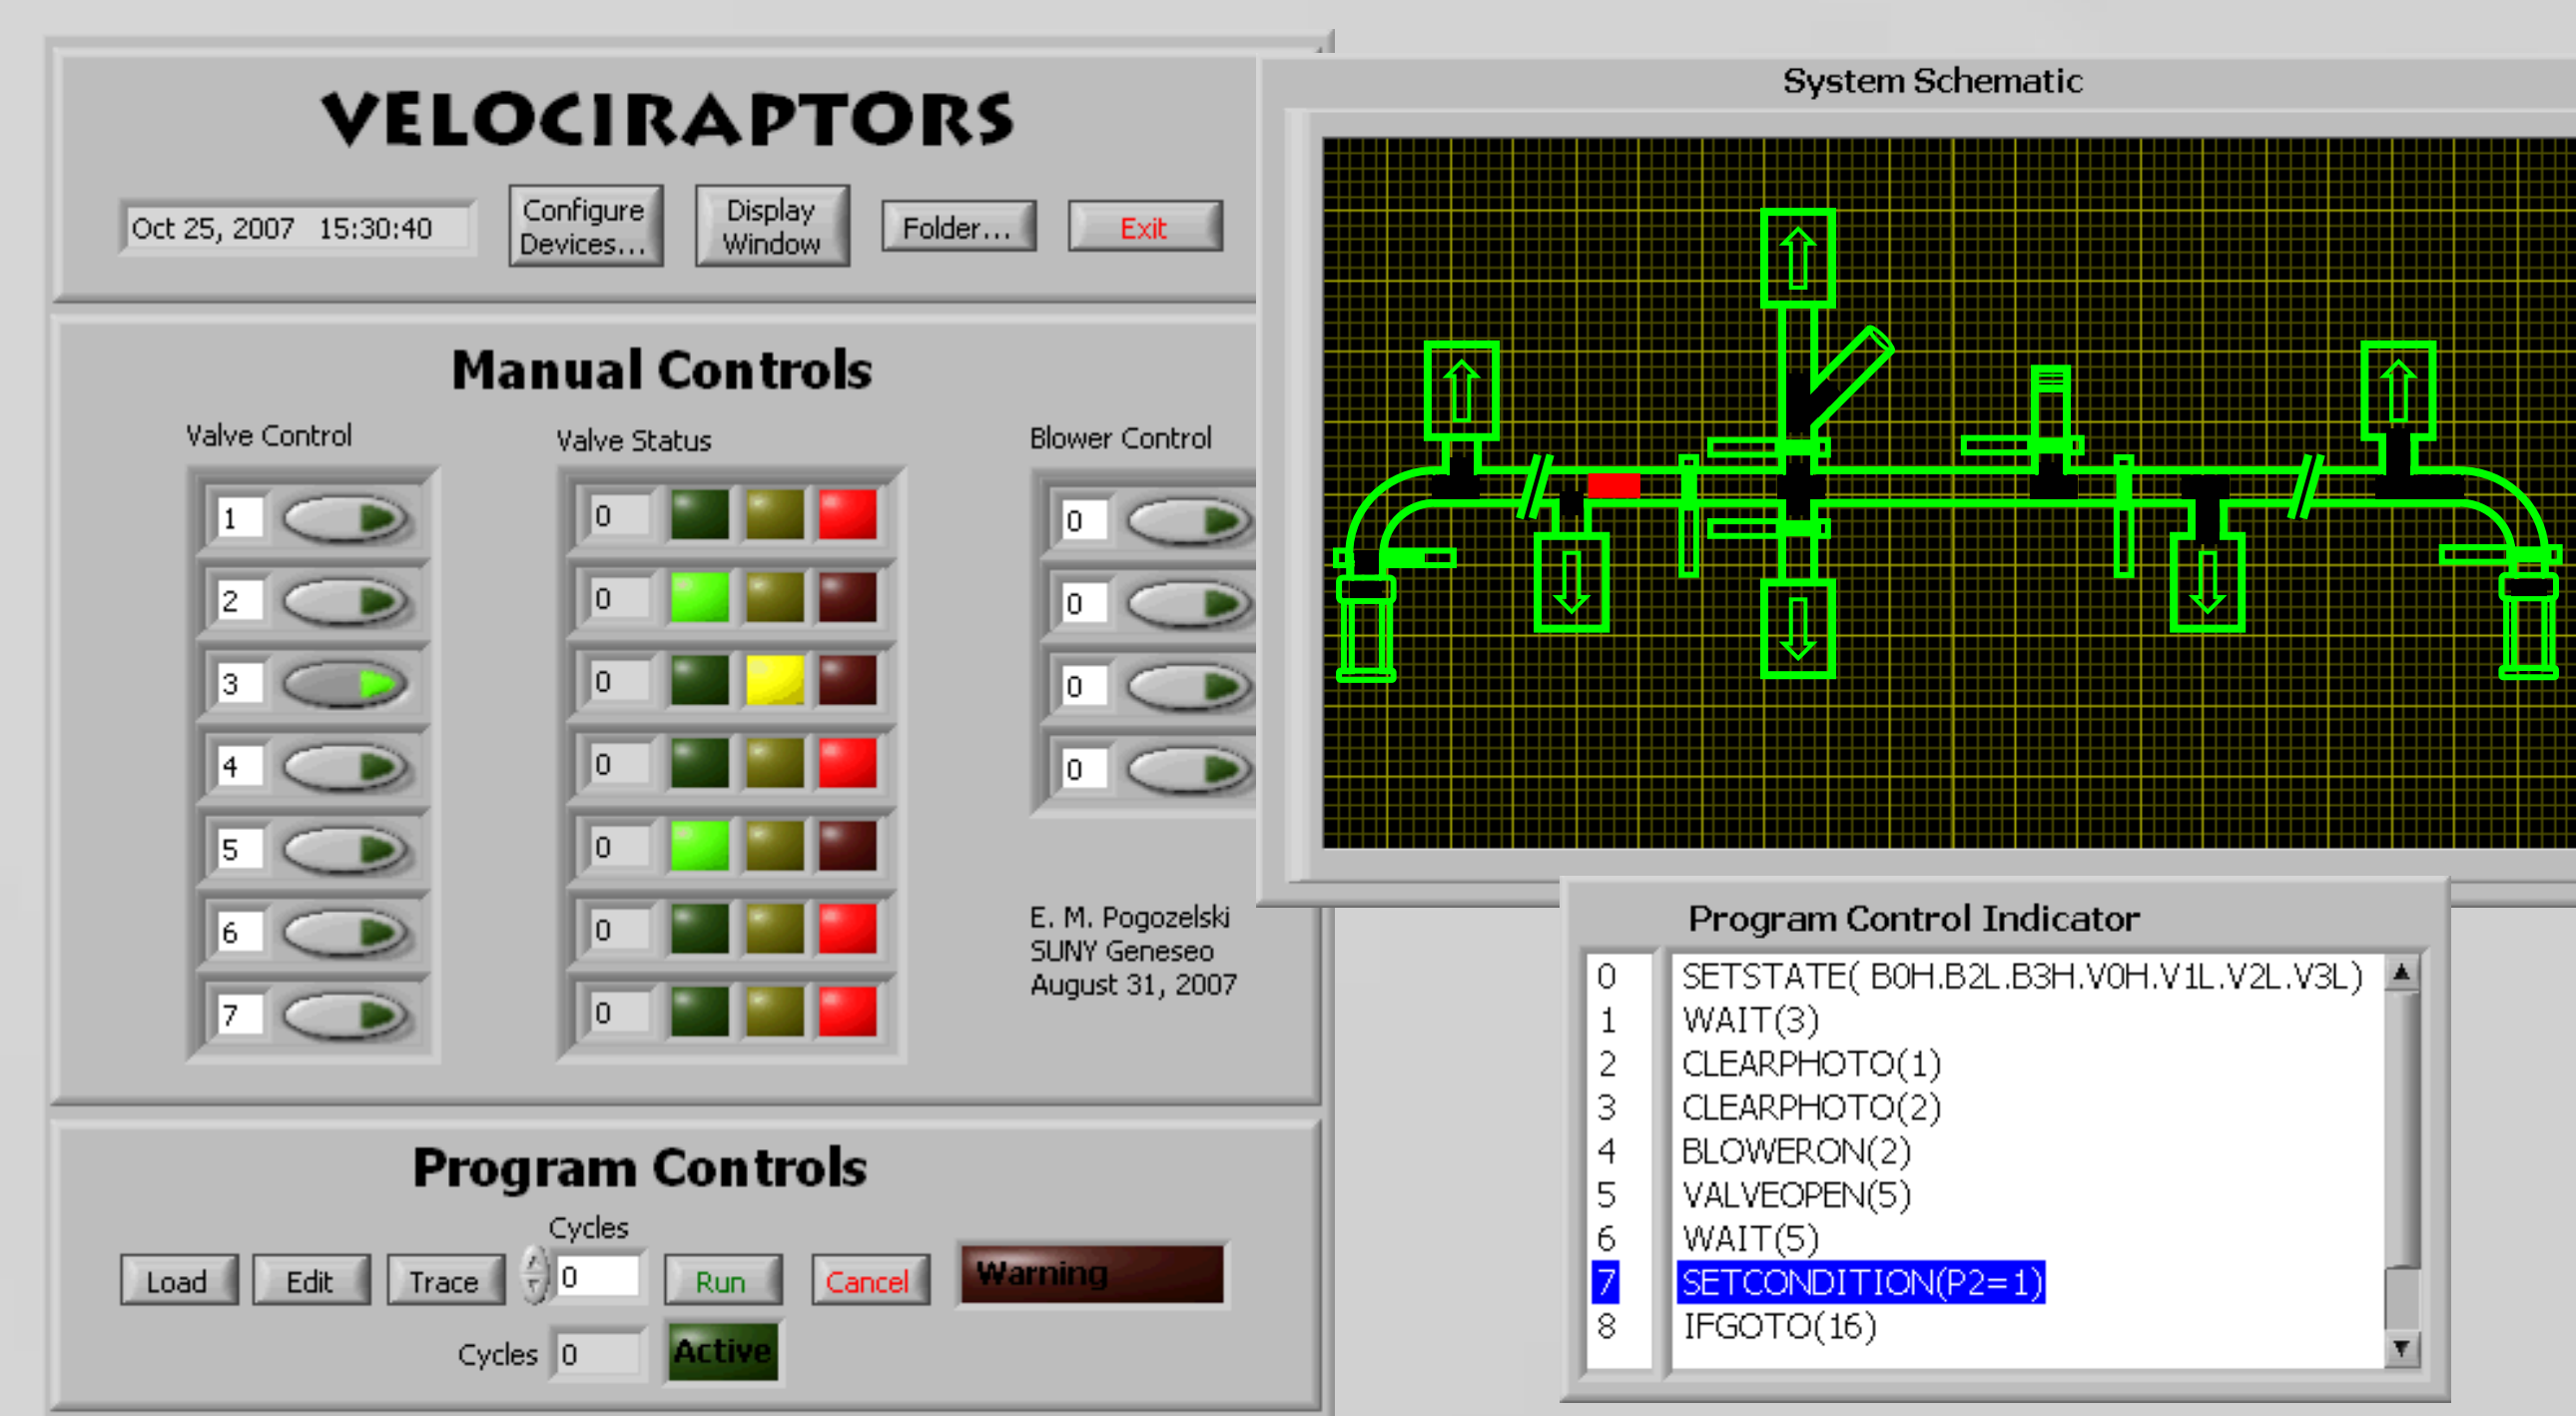 VELOCIRAPTORS
Oct 25, 2007 15:30:40
Configure
Devices...
Display
Window
Folder...
Exit
Manual Controls
Valve Control
1
2
3
4
5
6
7
Valve Status
0
0
0
0
0
0
0
Blower Control
0
0
0
0
E. M. Pogozelski
SUNY Geneseo
August 31, 2007
Program Controls
Load
Edit
Trace
Cycles
0
Run
Cancel
Warning
Cycles 0
Active
System Schematic
Program Control Indicator
0 SETSTATE( B0H.B2L.B3H.V0H.V1L.V2L.V3L)
1 WAIT(3)
2 CLEARPHOTO(1)
3 CLEARPHOTO(2)
4 BLOWERON(2)
5 VALVEOPEN(5)
6 WAIT(5)
7 SETCONDITION(P2=1)
8 IFGOTO(16)